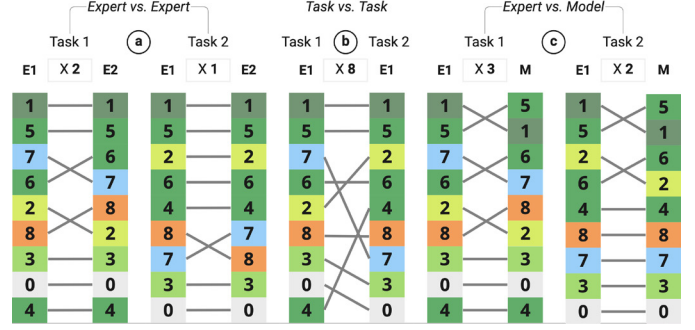 Expert vs. Expert Task vs. Task Expert vs. Model
Task 1 a Task 2 Task 1 b Task 2 Task 1 c Task 2
E1 X 2 E2 E1 X 1 E2 E1 X 8 E1 E1 X 3 M E1 X 2 M
1 1 1 1 1 1 1 5 1 5
5 5 5 5 5 5 5 1 5 1
7 6 2 2 7 2 7 6 2 6
6 7 6 6 6 6 6 7 6 2
2 8 4 4 2 4 2 8 4 4
8 2 8 7 8 8 8 2 8 8
3 3 7 8 3 7 3 3 7 7
0 0 3 3 0 3 0 0 3 3
4 4 0 0 4 0 4 4 0 0